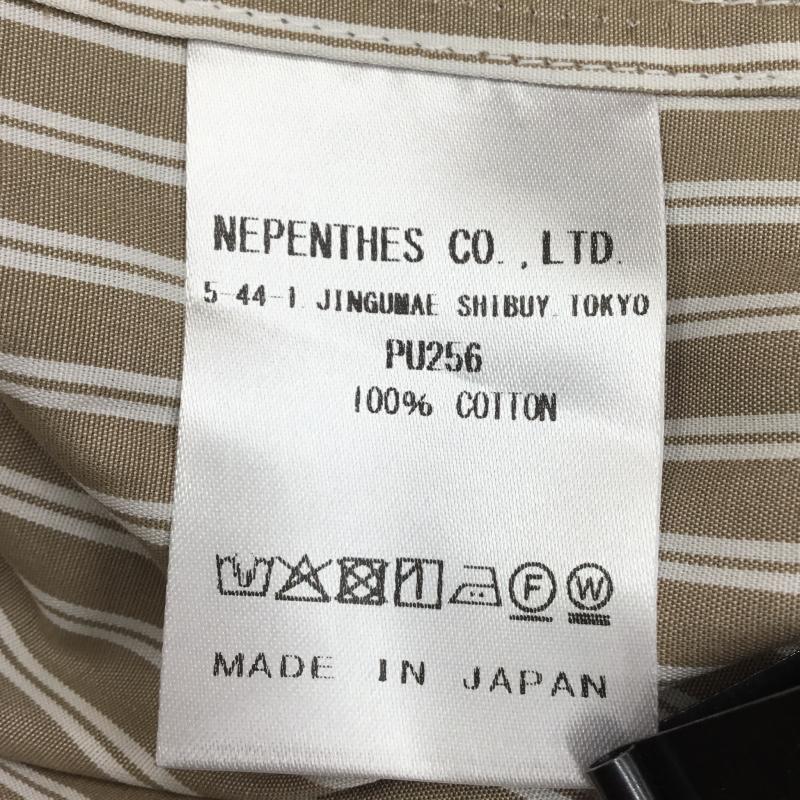 NEPENTHES CO.,LTD.
5-44-1 JINGUMAE SHIBUY TOKYO
PU256
100% COTTON
F W
MADE IN JAPAN